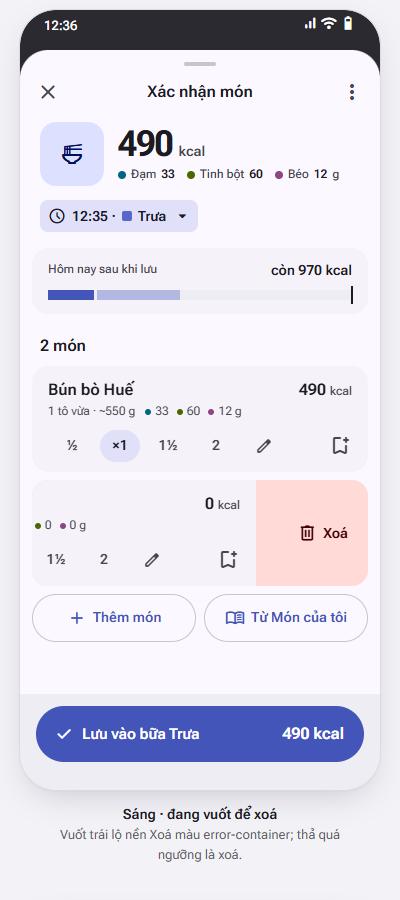 12:36
Xác nhận món
490 kcal
Đạm 33 Tinh bột 60 Béo 12 g
12:35 · Trưa
Hôm nay sau khi lưu còn 970 kcal
2 món
Bún bò Huế 490 kcal
1 tô vừa · ~550 g 33 60 12 g
½ ×1 1½ 2
0 kcal
0 0 g
Xoá
1½ 2
Thêm món Từ Món của tôi
Lưu vào bữa Trưa 490 kcal
Sáng · đang vuốt để xoá
Vuốt trái lộ nền Xoá màu error-container; thả quá
ngưỡng là xoá.